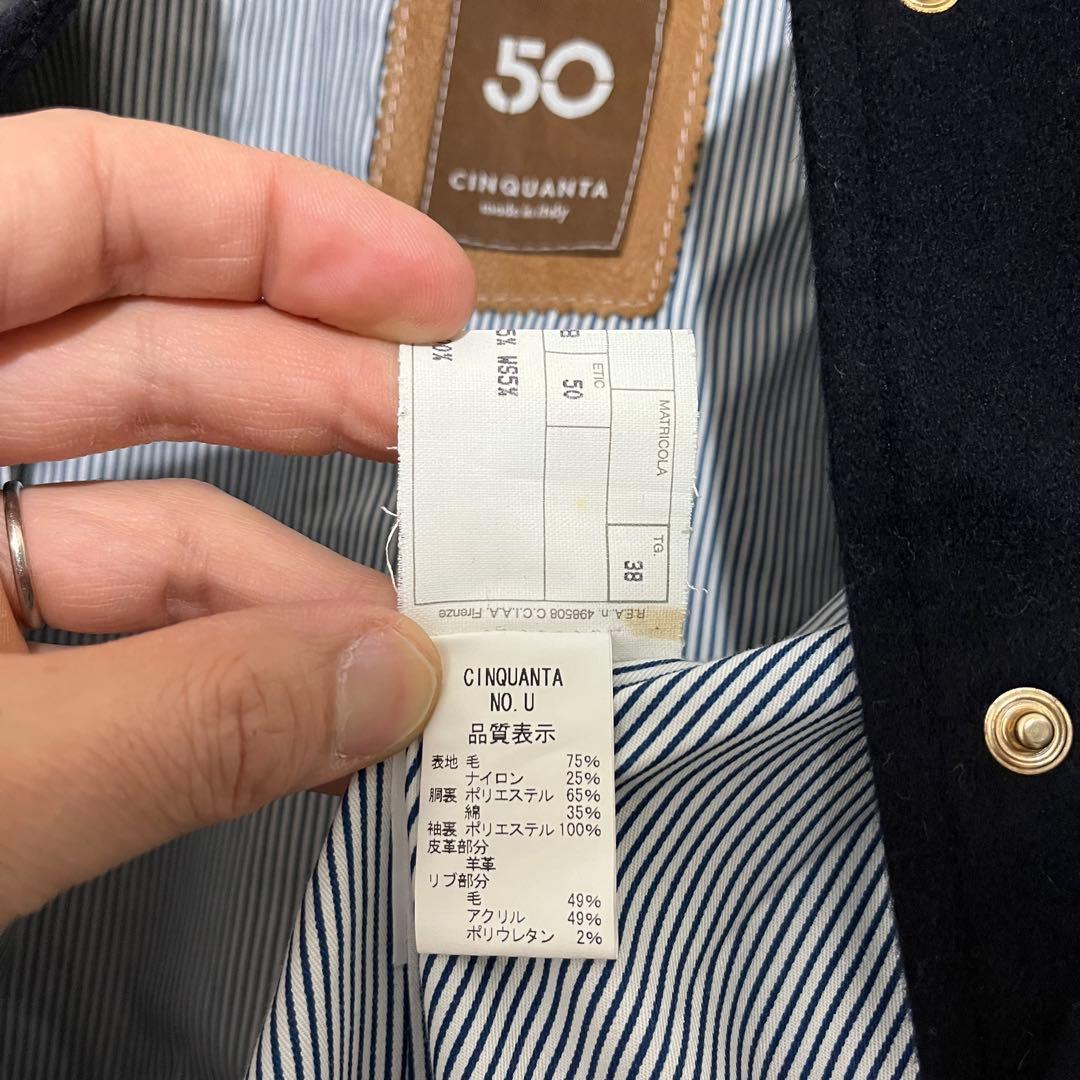 50
CINQUANTA
made in Italy
MATRICOLA
TG.
38
ETIC
50
8
5% W55%
0%
R.E.A. n. 498508 C.C.I.A.A. Firenze
CINQUANTA
NO.U
品質表示
表地 毛 75%
ナイロン 25%
胴裏 ポリエステル 65%
綿 35%
袖裏 ポリエステル 100%
皮革部分
羊革
リブ部分
毛 49%
アクリル 49%
ポリウレタン 2%